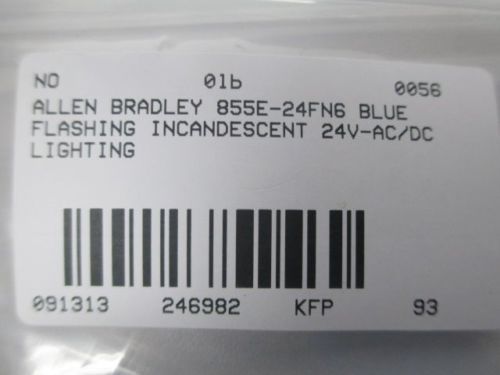 NO 01b 0056
ALLEN BRADLEY 855E-24FN6 BLUE
FLASHING INCANDESCENT 24V-AC/DC
LIGHTING
091313 246982 KFP 93